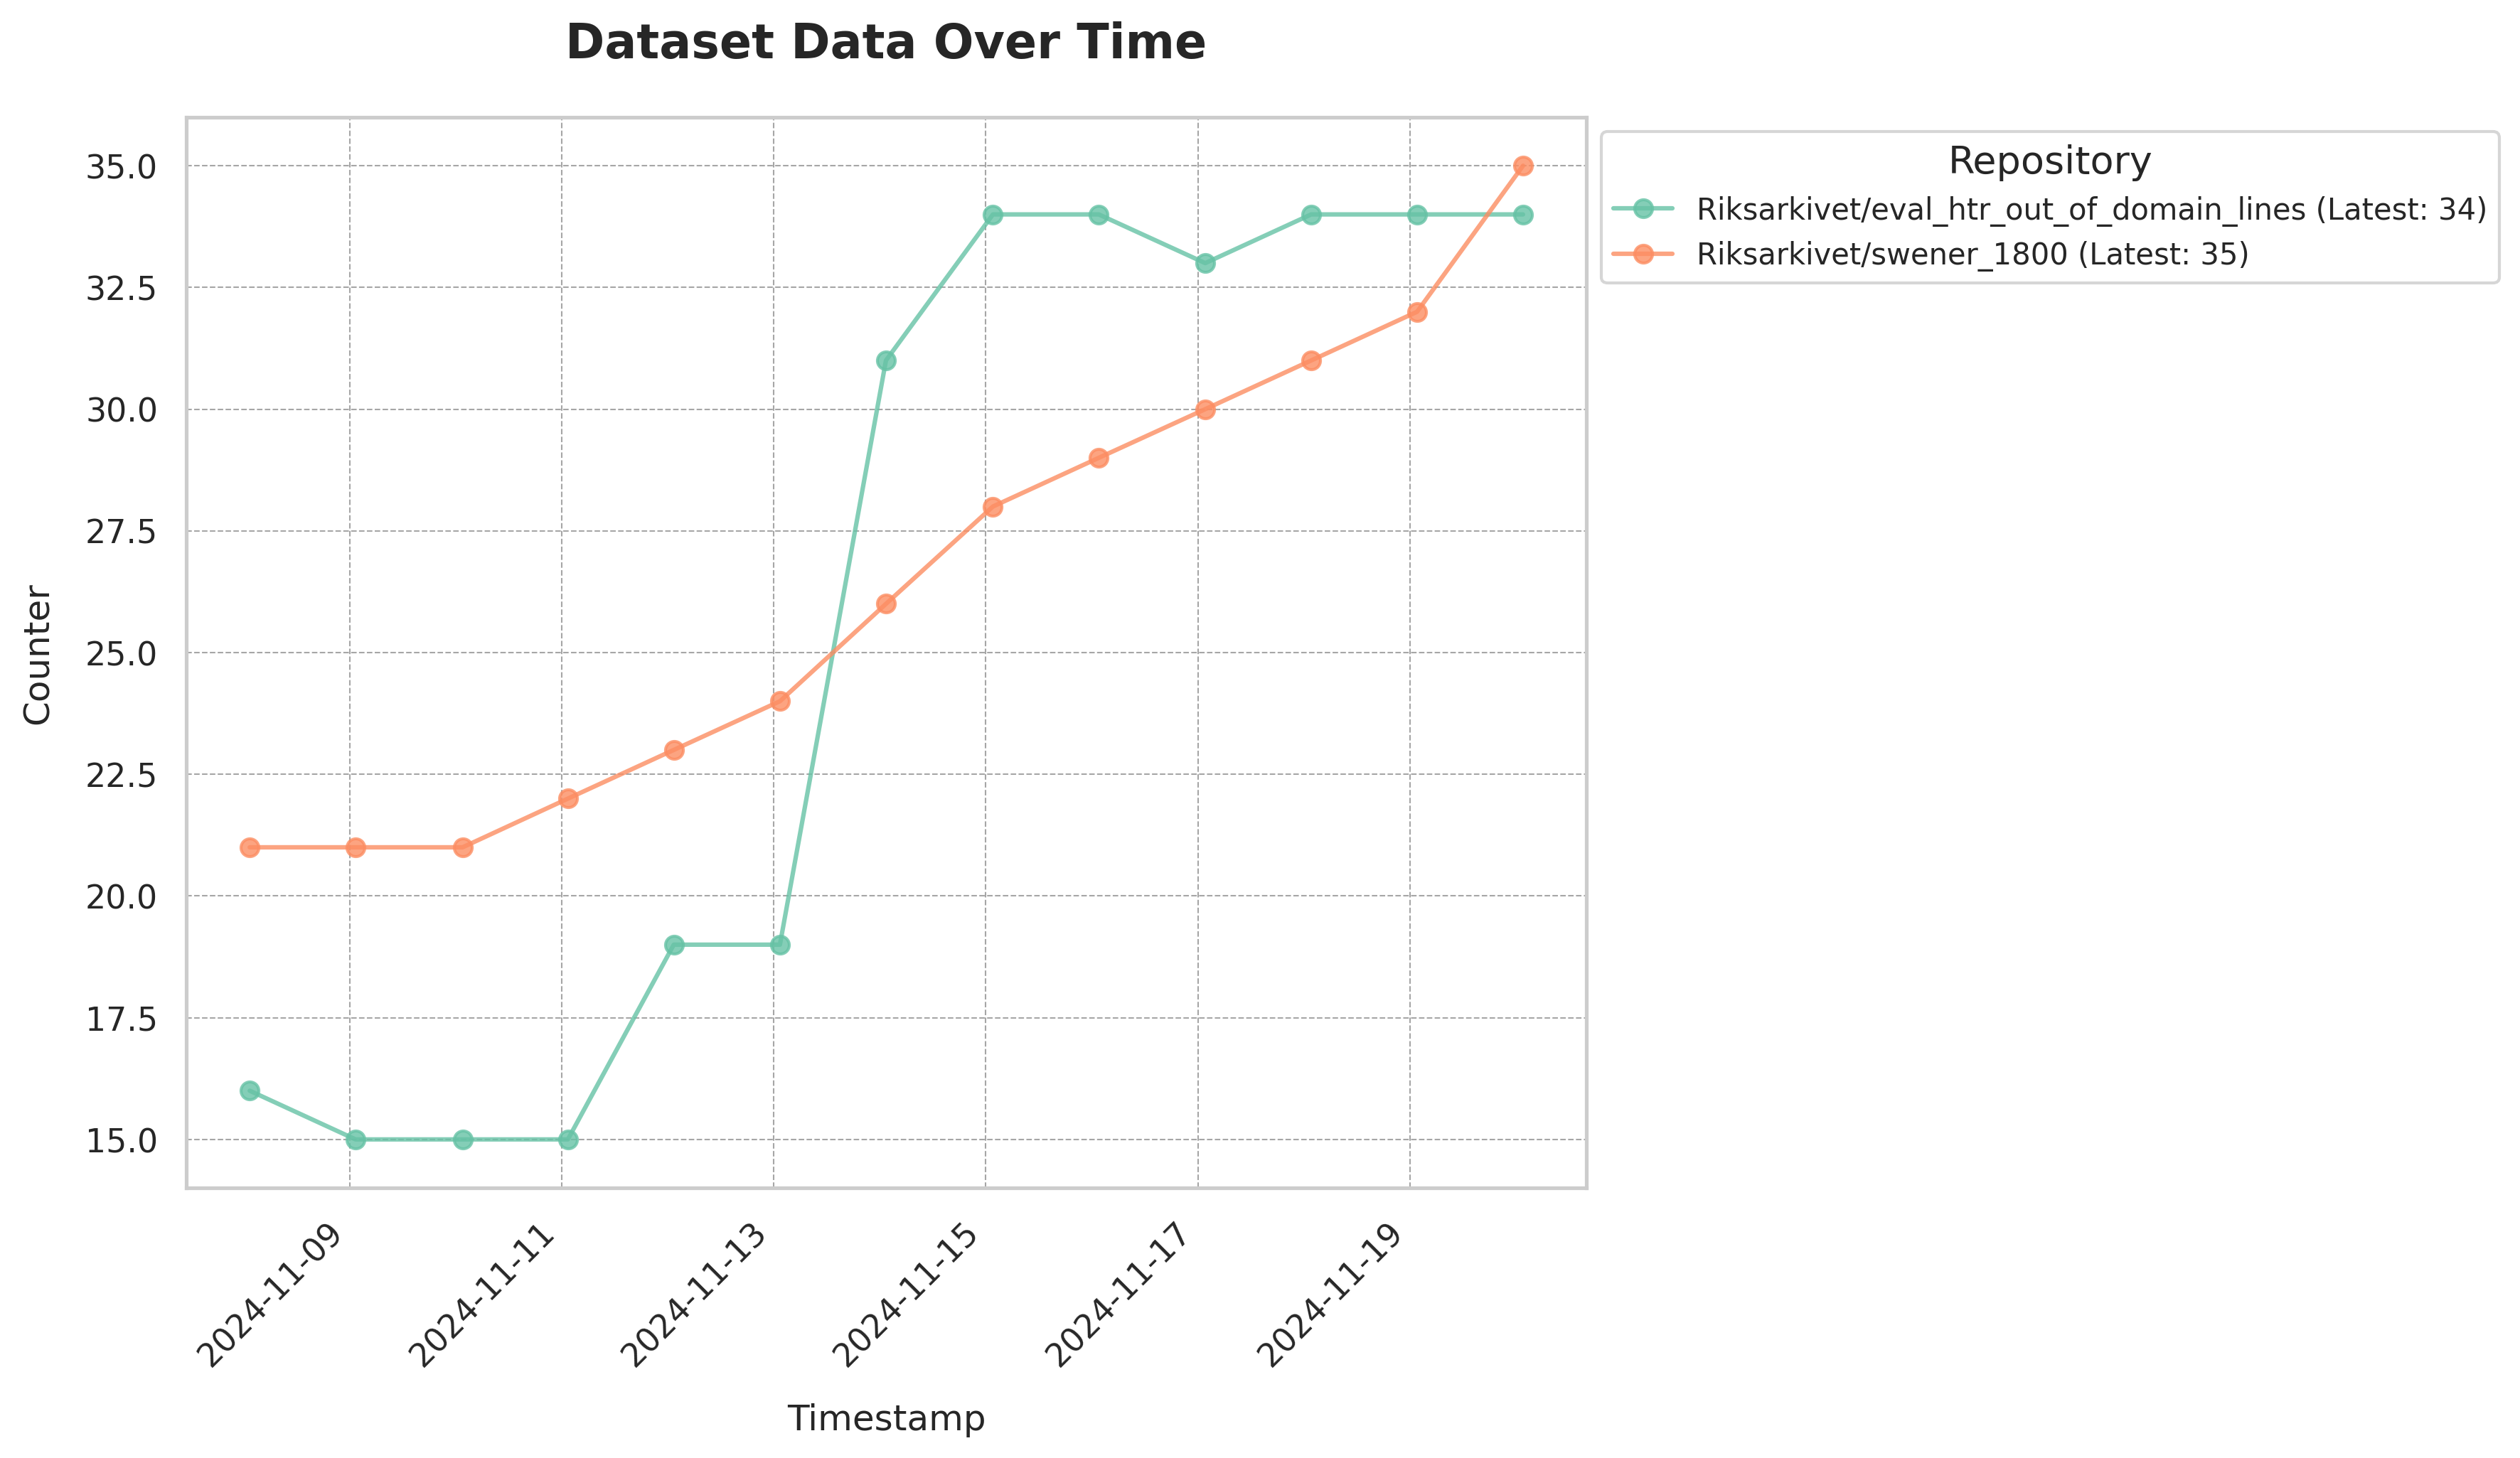 Dataset Data Over Time
Repository
Riksarkivet/eval_htr_out_of_domain_lines (Latest: 34)
Riksarkivet/swener_1800 (Latest: 35)
Counter
35.0
32.5
30.0
27.5
25.0
22.5
20.0
17.5
15.0
2024-11-09
2024-11-11
2024-11-13
2024-11-15
2024-11-17
2024-11-19
Timestamp